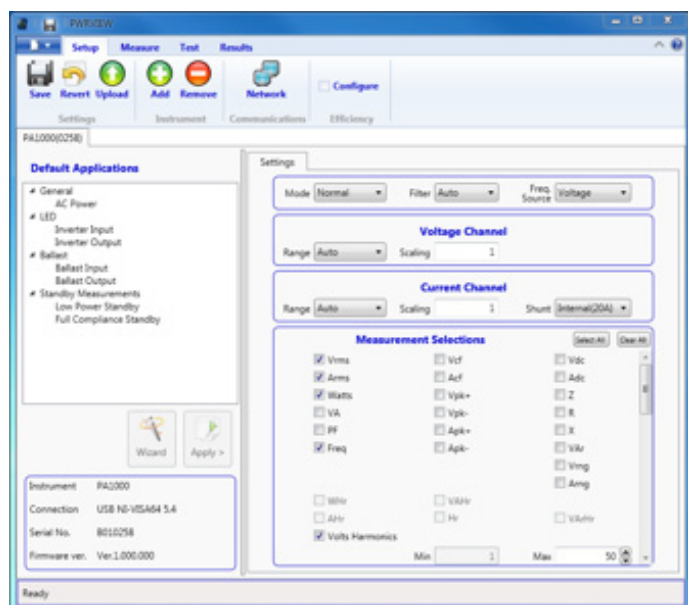 PWRVIEW
Setup Measure Test Results
Save Revert Upload Add Remove Network Configure
Settings Instrument Communications Efficiency
PA1000(0258)
Default Applications
General
AC Power
LED
Inverter Input
Inverter Output
Ballast
Ballast Input
Ballast Output
Standby Measurements
Low Power Standby
Full Compliance Standby
Wizard Apply >
Instrument PA1000
Connection USB NI-VISA64 5.4
Serial No. B010258
Firmware ver. Ver.1.000.000
Settings
Mode Normal Filter Auto Freq. Source Voltage
Voltage Channel
Range Auto Scaling 1
Current Channel
Range Auto Scaling 1 Shunt Internal(20A)
Measurement Selections Select All Clear All
Vrms Vcf Vdc
Arms Acf Adc
Watts Vpk+ Z
VA Vpk- R
PF Apk+ X
Freq Apk- VAr
Vrng
Arng
WHr VAHr
AHr Hr VArHr
Volts Harmonics
Min 1 Max 50
Ready